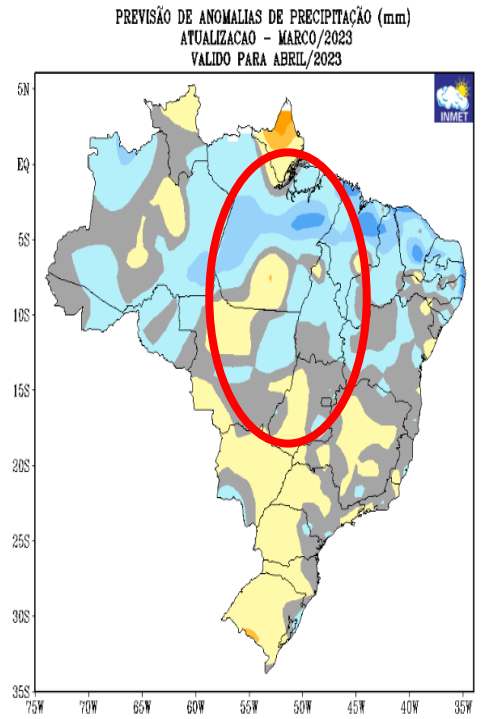 PREVISÃO DE ANOMALIAS DE PRECIPITAÇÃO (mm)
ATUALIZACAO - MARCO/2023
VALIDO PARA ABRIL/2023
INMET
5N
EQ
5S
10S
15S
20S
25S
30S
35S
75W 70W 65W 60W 55W 50W 45W 40W 35W